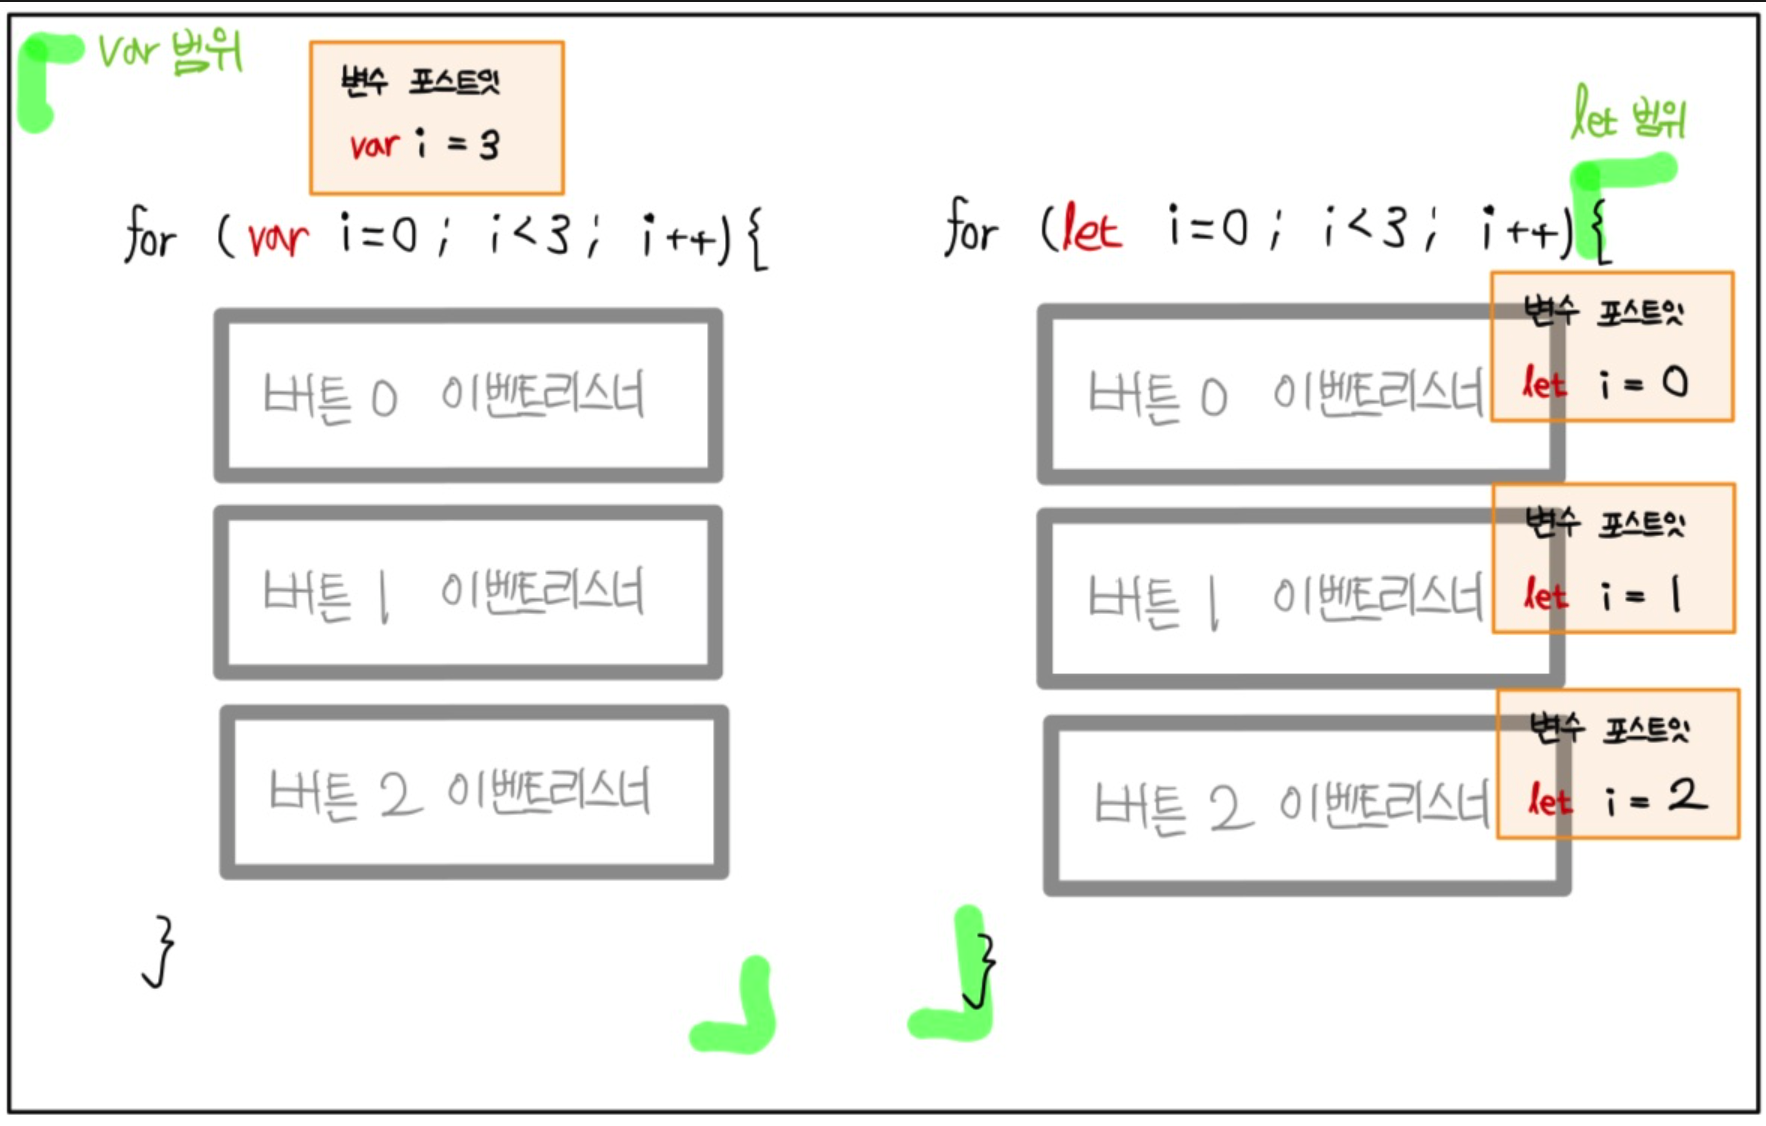 var 범위
변수 포스트잇
var i = 3
for ( var i=0 ; i<3 ; i++){
버튼 0 이벤트리스너
버튼 1 이벤트리스너
버튼 2 이벤트리스너
}
let 범위
for (let i=0 ; i<3 ; i++){
변수 포스트잇
let i = 0
버튼 0 이벤트리스너
변수 포스트잇
let i = 1
버튼 1 이벤트리스너
변수 포스트잇
let i = 2
버튼 2 이벤트리스너
}